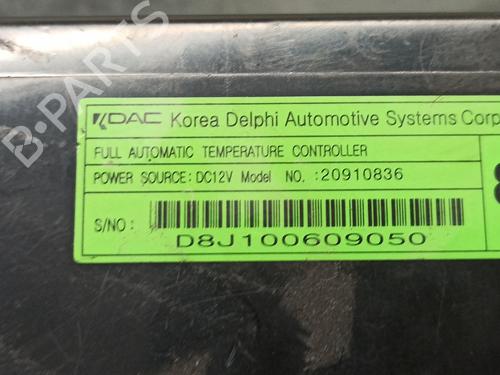 B-PARTS
KDAC Korea Delphi Automotive Systems Corp
FULL AUTOMATIC TEMPERATURE CONTROLLER
POWER SOURCE: DC12V Model NO. :20910836
S/NO :
D8J100609050